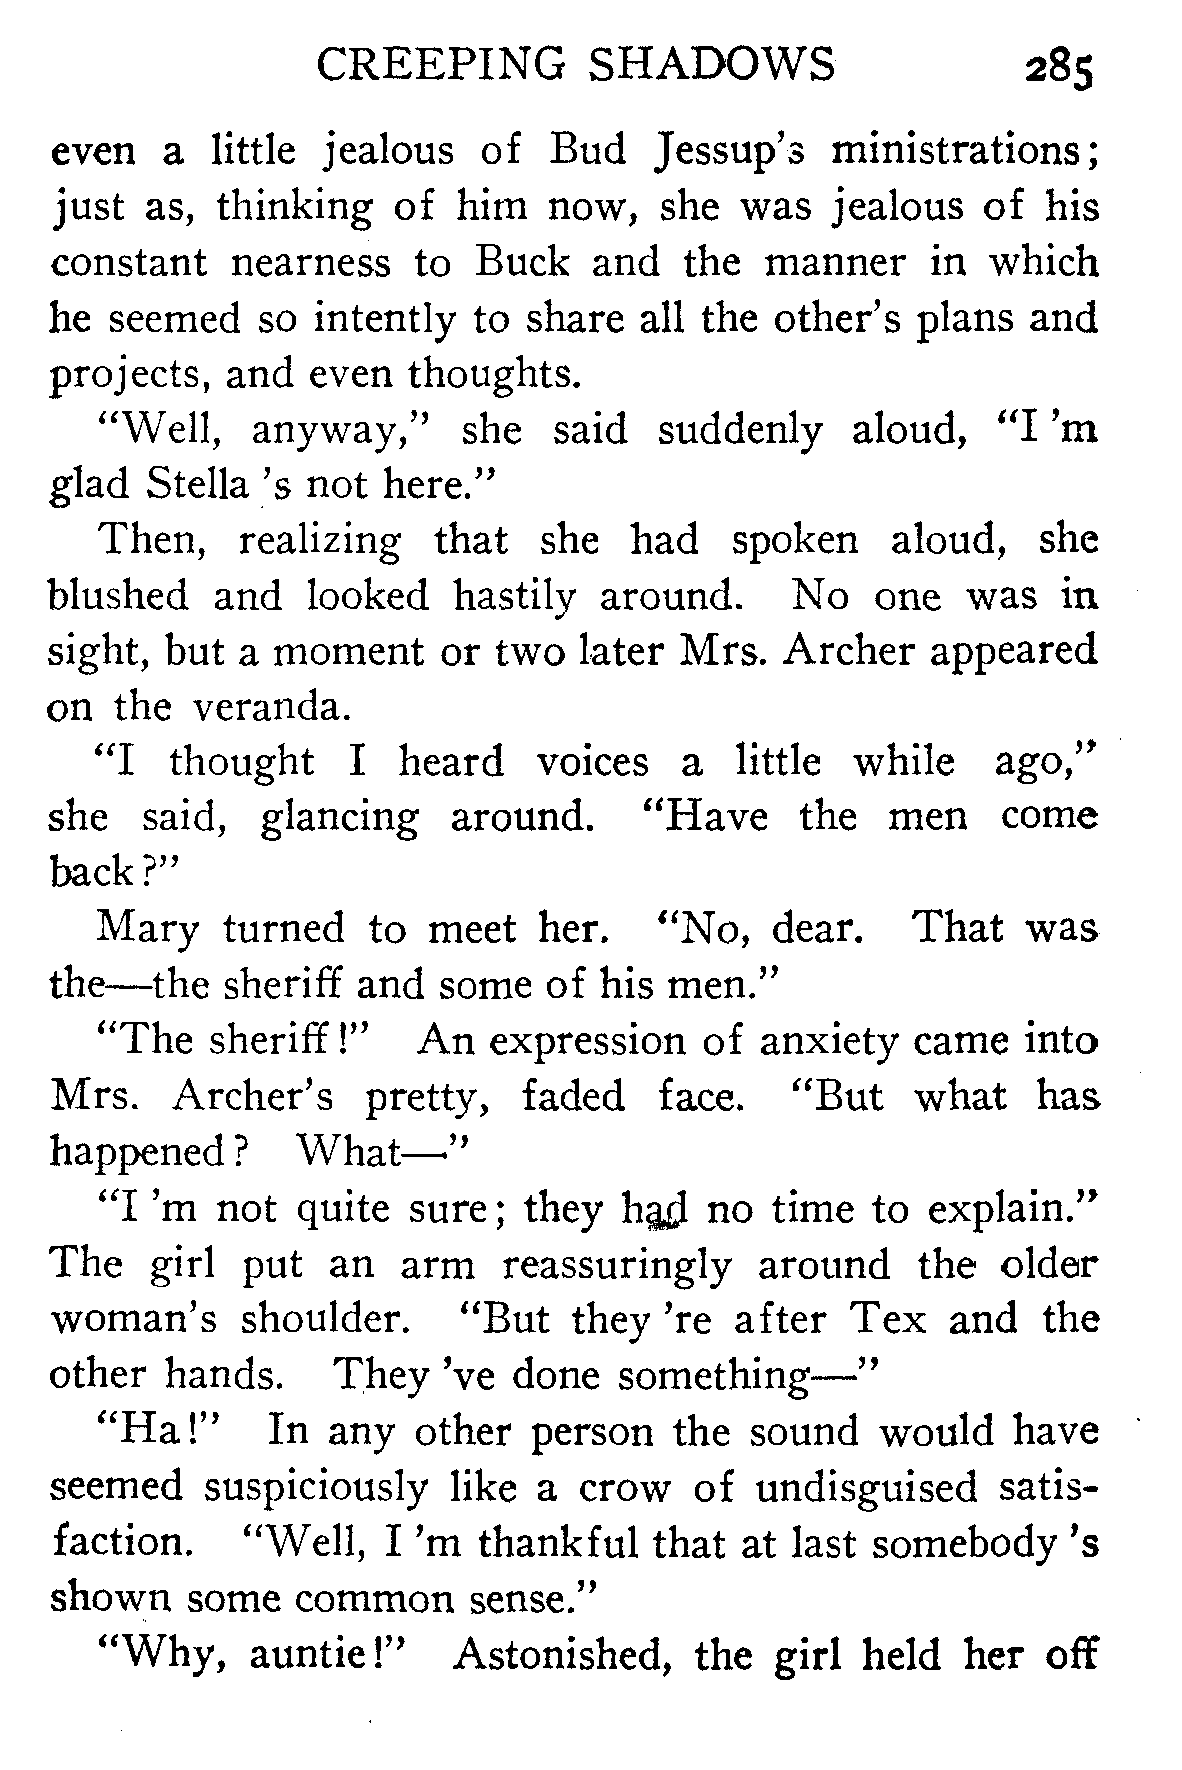 CREEPING SHADOWS 285
even a little jealous of Bud Jessup's ministrations;
just as, thinking of him now, she was jealous of his
constant nearness to Buck and the manner in which
he seemed so intently to share all the other's plans and
projects, and even thoughts.
"Well, anyway," she said suddenly aloud, "I 'm
glad Stella 's not here."
Then, realizing that she had spoken aloud, she
blushed and looked hastily around. No one was in
sight, but a moment or two later Mrs. Archer appeared
on the veranda.
"I thought I heard voices a little while ago,"
she said, glancing around. "Have the men come
back?"
Mary turned to meet her. "No, dear. That was
the—the sheriff and some of his men."
"The sheriff!" An expression of anxiety came into
Mrs. Archer's pretty, faded face. "But what has
happened? What—"
"I 'm not quite sure; they had no time to explain."
The girl put an arm reassuringly around the older
woman's shoulder. "But they 're after Tex and the
other hands. They 've done something—"
"Ha!" In any other person the sound would have
seemed suspiciously like a crow of undisguised satis-
faction. "Well, I 'm thankful that at last somebody 's
shown some common sense."
"Why, auntie!" Astonished, the girl held her off